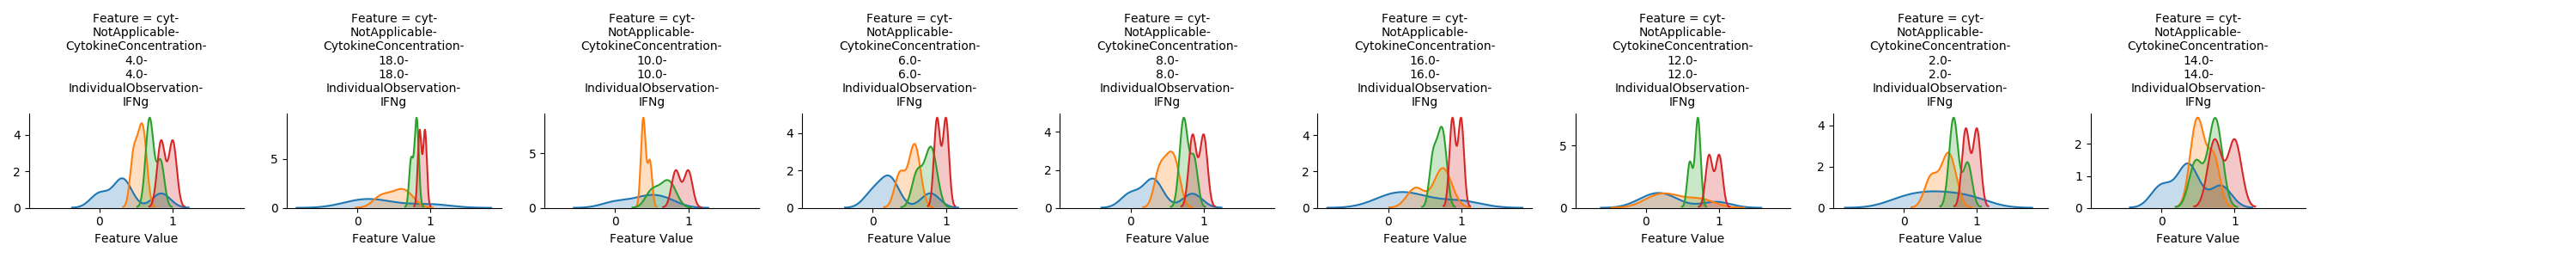 Feature = cyt-
NotApplicable-
CytokineConcentration-
4.0-
4.0-
IndividualObservation-
IFNg
4
2
0
0 1
Feature Value
Feature = cyt-
NotApplicable-
CytokineConcentration-
18.0-
18.0-
IndividualObservation-
IFNg
5
0
0 1
Feature Value
Feature = cyt-
NotApplicable-
CytokineConcentration-
10.0-
10.0-
IndividualObservation-
IFNg
5
0
0 1
Feature Value
Feature = cyt-
NotApplicable-
CytokineConcentration-
6.0-
6.0-
IndividualObservation-
IFNg
4
2
0
0 1
Feature Value
Feature = cyt-
NotApplicable-
CytokineConcentration-
8.0-
8.0-
IndividualObservation-
IFNg
4
2
0
0 1
Feature Value
Feature = cyt-
NotApplicable-
CytokineConcentration-
16.0-
16.0-
IndividualObservation-
IFNg
4
2
0
0 1
Feature Value
Feature = cyt-
NotApplicable-
CytokineConcentration-
12.0-
12.0-
IndividualObservation-
IFNg
5
0
0 1
Feature Value
Feature = cyt-
NotApplicable-
CytokineConcentration-
2.0-
2.0-
IndividualObservation-
IFNg
4
2
0
0 1
Feature Value
Feature = cyt-
NotApplicable-
CytokineConcentration-
14.0-
14.0-
IndividualObservation-
IFNg
2
1
0
0 1
Feature Value